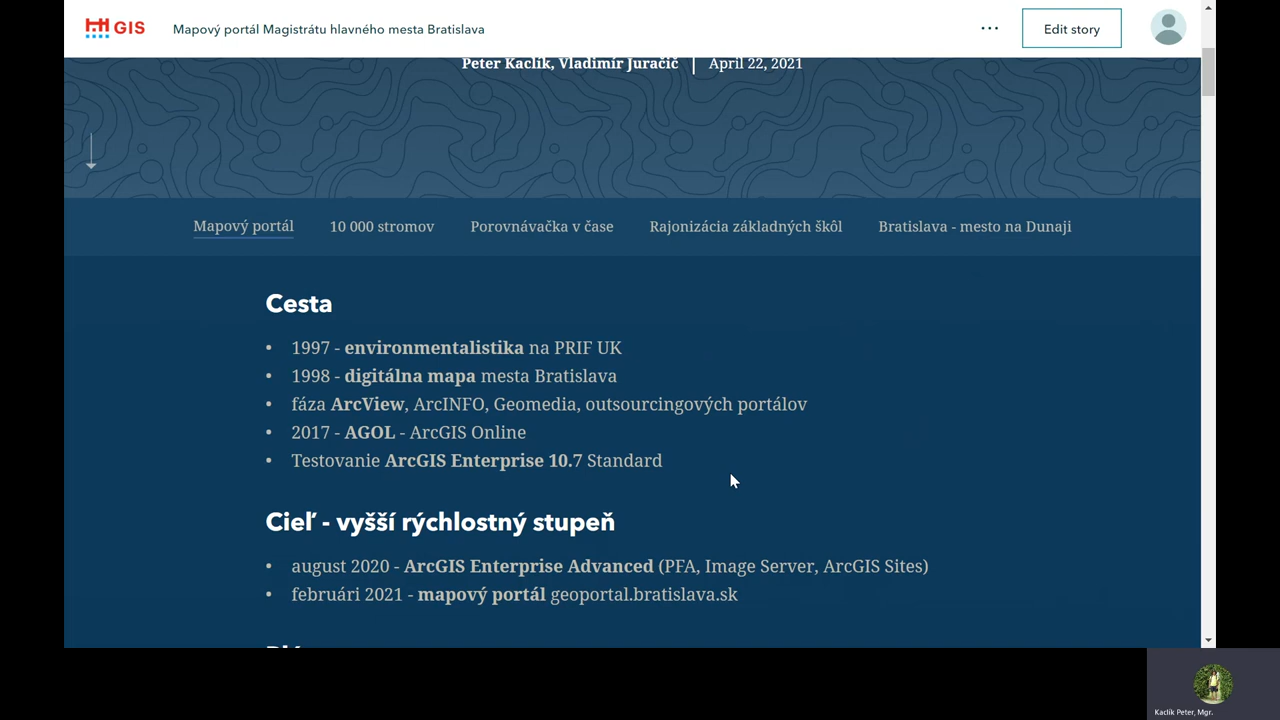 GIS
Mapový portál Magistrátu hlavného mesta Bratislava
Edit story
Peter Kaclík, Vladimír Juračič | April 22, 2021
Mapový portál
10 000 stromov
Porovnávačka v čase
Rajonizácia základných škôl
Bratislava - mesto na Dunaji
Cesta
• 1997 - environmentalistika na PRIF UK
• 1998 - digitálna mapa mesta Bratislava
• fáza ArcView, ArcINFO, Geomedia, outsourcingových portálov
• 2017 - AGOL - ArcGIS Online
• Testovanie ArcGIS Enterprise 10.7 Standard
Cieľ - vyšší rýchlostný stupeň
• august 2020 - ArcGIS Enterprise Advanced (PFA, Image Server, ArcGIS Sites)
• februári 2021 - mapový portál geoportal.bratislava.sk
Kaclík Peter, Mgr.